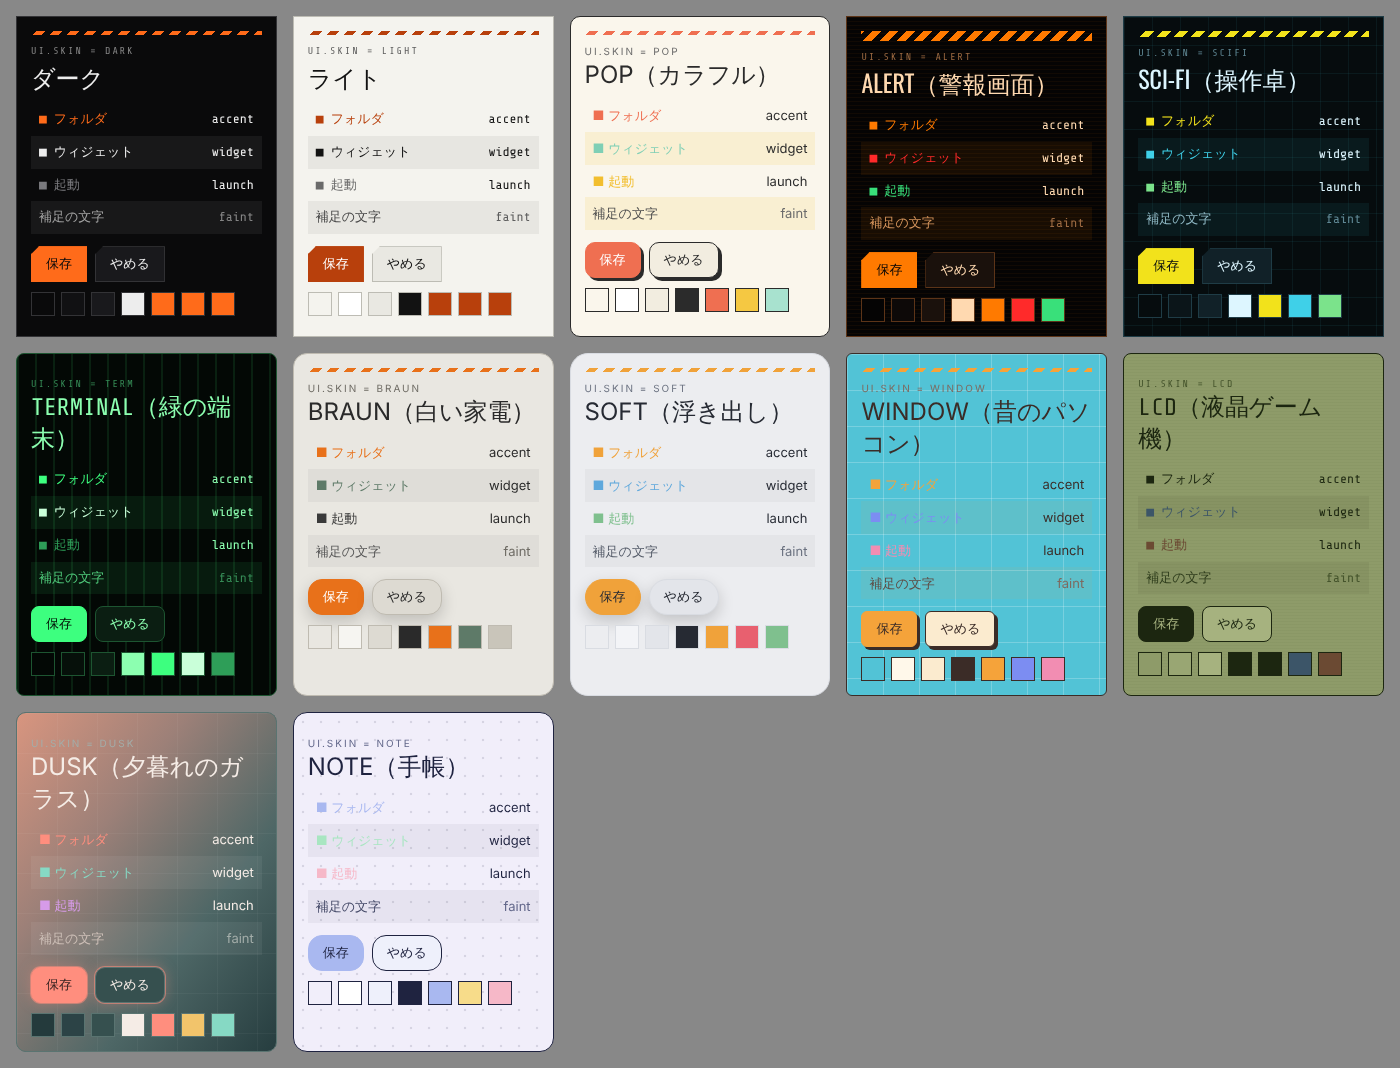 UI.SKIN = DARK
ダーク
フォルダ accent
ウィジェット widget
起動 launch
補足の文字 faint
保存 やめる
UI.SKIN = LIGHT
ライト
フォルダ accent
ウィジェット widget
起動 launch
補足の文字 faint
保存 やめる
UI.SKIN = POP
POP（カラフル）
フォルダ accent
ウィジェット widget
起動 launch
補足の文字 faint
保存 やめる
UI.SKIN = ALERT
ALERT（警報画面）
フォルダ accent
ウィジェット widget
起動 launch
補足の文字 faint
保存 やめる
UI.SKIN = SCIFI
SCI-FI（操作卓）
フォルダ accent
ウィジェット widget
起動 launch
補足の文字 faint
保存 やめる
UI.SKIN = TERM
TERMINAL（緑の端
末）
フォルダ accent
ウィジェット widget
起動 launch
補足の文字 faint
保存 やめる
UI.SKIN = BRAUN
BRAUN（白い家電）
フォルダ accent
ウィジェット widget
起動 launch
補足の文字 faint
保存 やめる
UI.SKIN = SOFT
SOFT（浮き出し）
フォルダ accent
ウィジェット widget
起動 launch
補足の文字 faint
保存 やめる
UI.SKIN = WINDOW
WINDOW（昔のパソ
コン）
フォルダ accent
ウィジェット widget
起動 launch
補足の文字 faint
保存 やめる
UI.SKIN = LCD
LCD（液晶ゲーム
機）
フォルダ accent
ウィジェット widget
起動 launch
補足の文字 faint
保存 やめる
UI.SKIN = DUSK
DUSK（夕暮れのガ
ラス）
フォルダ accent
ウィジェット widget
起動 launch
補足の文字 faint
保存 やめる
UI.SKIN = NOTE
NOTE（手帳）
フォルダ accent
ウィジェット widget
起動 launch
補足の文字 faint
保存 やめる